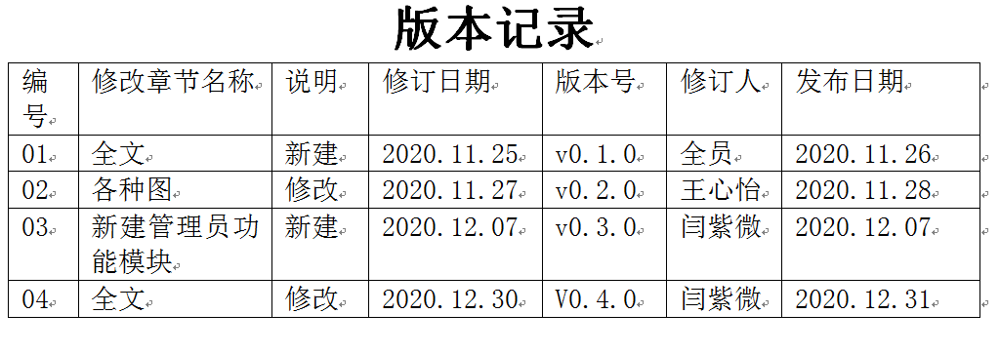 版本记录
编号 修改章节名称 说明 修订日期 版本号 修订人 发布日期
01 全文 新建 2020.11.25 v0.1.0 全员 2020.11.26
02 各种图 修改 2020.11.27 v0.2.0 王心怡 2020.11.28
03 新建管理员功能模块 新建 2020.12.07 v0.3.0 闫紫微 2020.12.07
04 全文 修改 2020.12.30 V0.4.0 闫紫微 2020.12.31